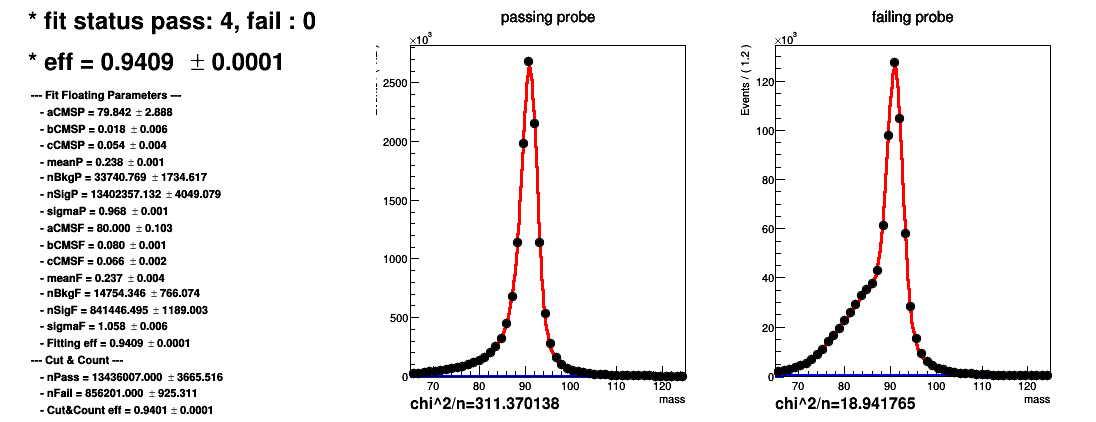 * fit status pass: 4, fail : 0
* eff = 0.9409 ± 0.0001
--- Fit Floating Parameters ---
- aCMSP = 79.842 ± 2.888
- bCMSP = 0.018 ± 0.006
- cCMSP = 0.054 ± 0.004
- meanP = 0.238 ± 0.001
- nBkgP = 33740.769 ± 1734.617
- nSigP = 13402357.132 ± 4049.079
- sigmaP = 0.968 ± 0.001
- aCMSF = 80.000 ± 0.103
- bCMSF = 0.080 ± 0.001
- cCMSF = 0.066 ± 0.002
- meanF = 0.237 ± 0.004
- nBkgF = 14754.346 ± 766.074
- nSigF = 841446.495 ± 1189.003
- sigmaF = 1.058 ± 0.006
- Fitting eff = 0.9409 ± 0.0001
--- Cut & Count ---
- nPass = 13436007.000 ± 3665.516
- nFail = 856201.000 ± 925.311
- Cut&Count eff = 0.9401 ± 0.0001
passing probe
×10³
2500
2000
1500
1000
500
0
70 80 90 100 110 120
mass
chi^2/n=311.370138
failing probe
×10³
Events / ( 1.2 )
120
100
80
60
40
20
0
70 80 90 100 110 120
mass
chi^2/n=18.941765